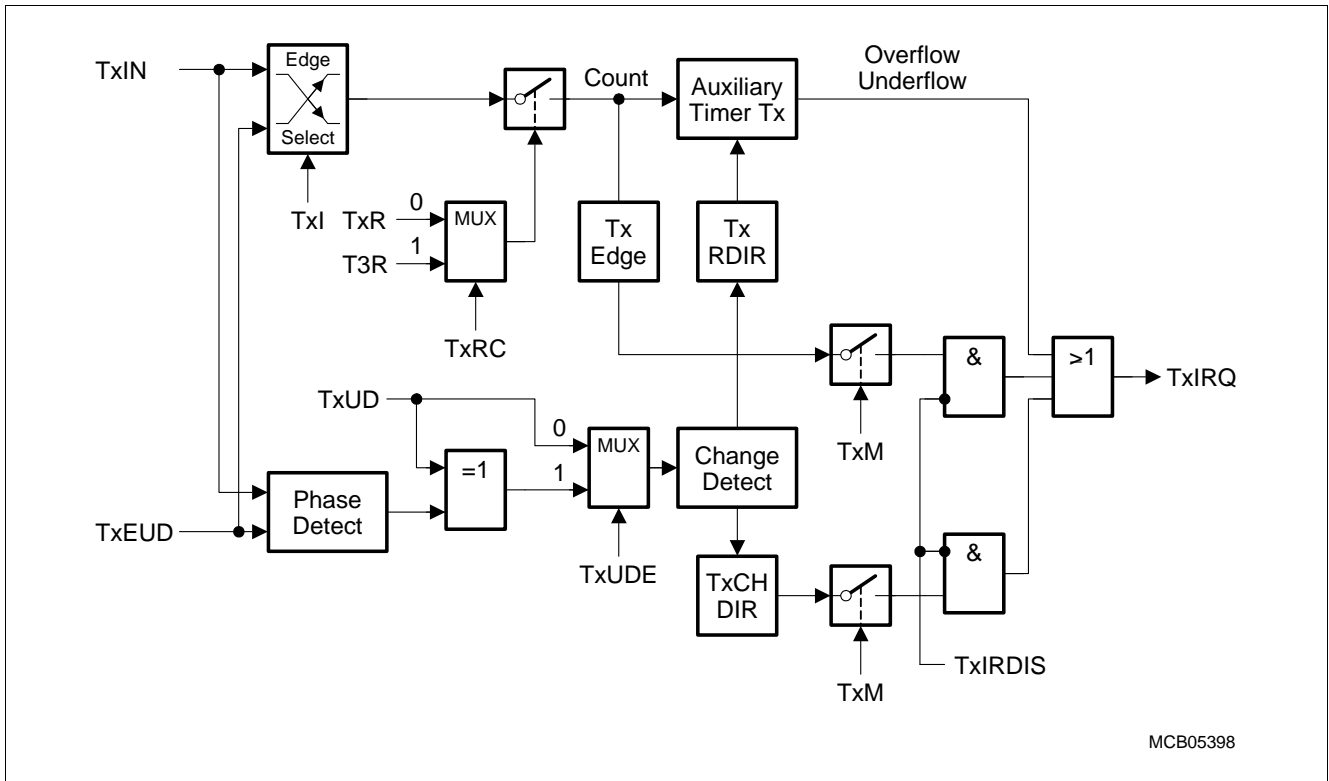 TxIN
Edge
Select
TxI
Count
Auxiliary
Timer Tx
Overflow
Underflow
TxR
0
T3R
1
MUX
TxRC
Tx
Edge
Tx
RDIR
TxUD
0
1
=1
MUX
TxUDE
Change
Detect
TxM
&
≥1
TxIRQ
TxEUD
Phase
Detect
TxCH
DIR
TxM
&
TxIRDIS
MCB05398